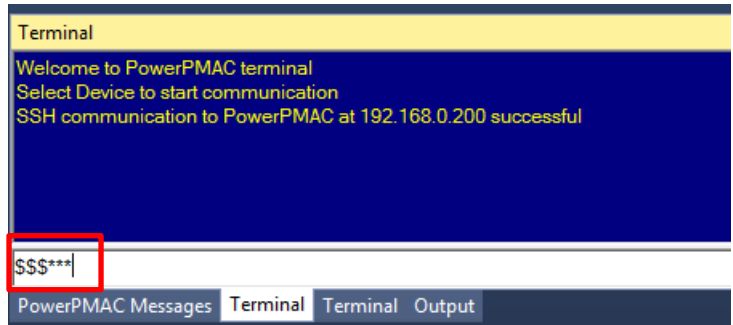 Terminal
Welcome to PowerPMAC terminal
Select Device to start communication
SSH communication to PowerPMAC at 192.168.0.200 successful
$$$***
PowerPMAC Messages Terminal Terminal Output